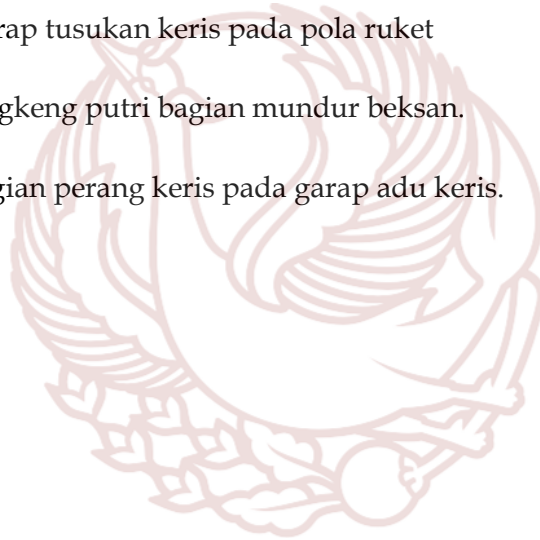 rap tusukan keris pada pola ruket
gkeng putri bagian mundur beksan.
gian perang keris pada garap adu keris.